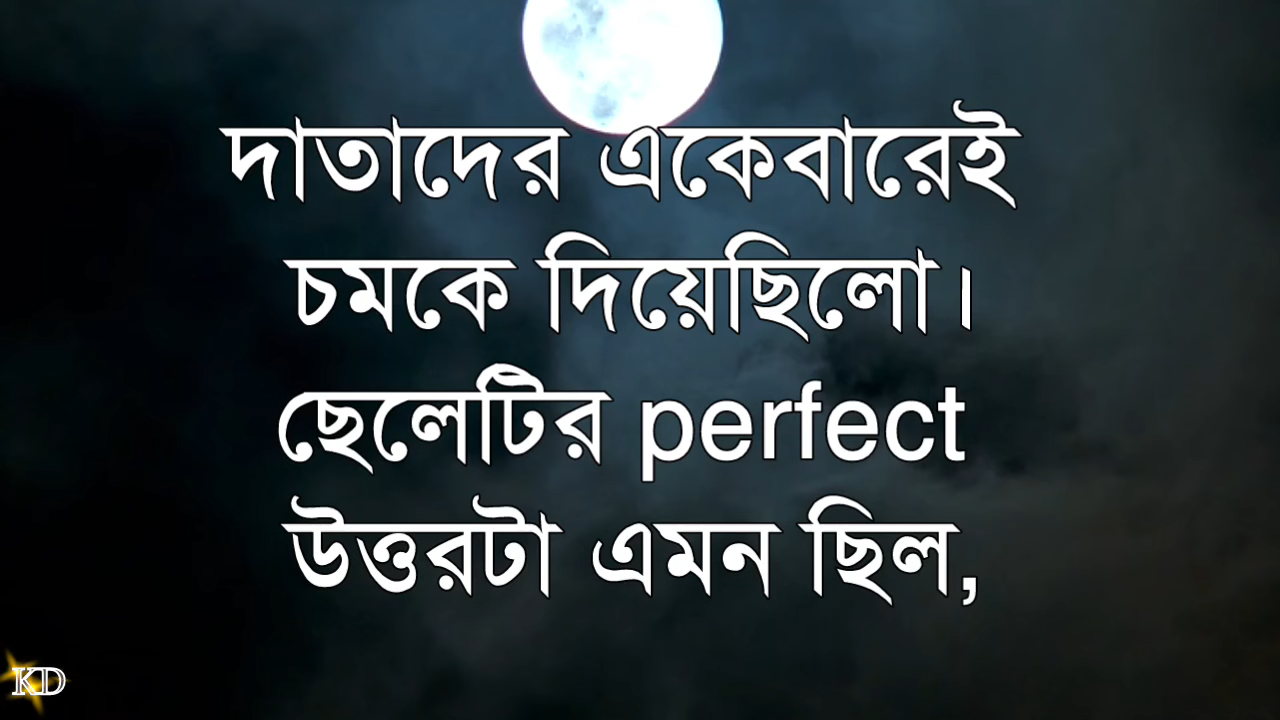 দাতাদের একেবারেই
চমকে দিয়েছিলো।
ছেলেটির perfect
উত্তরটা এমন ছিল,
KD